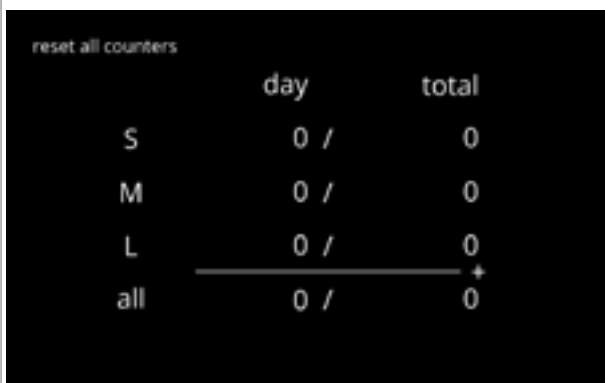 reset all counters
day total
S 0 / 0
M 0 / 0
L 0 / 0
+
all 0 / 0